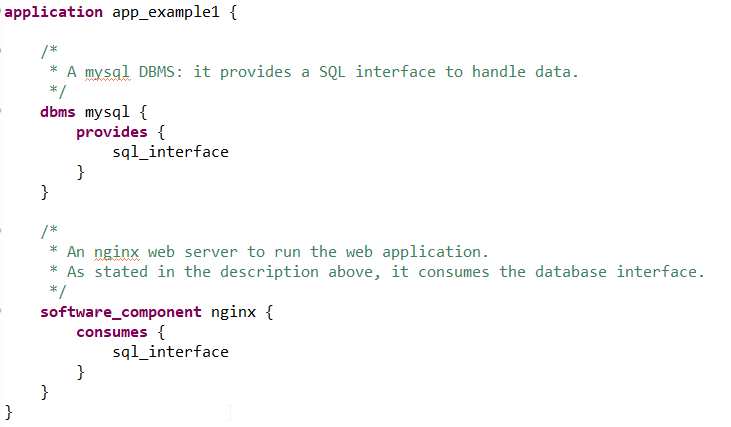 application app_example1 {
/*
* A mysql DBMS: it provides a SQL interface to handle data.
*/
dbms mysql {
provides {
sql_interface
}
}
/*
* An nginx web server to run the web application.
* As stated in the description above, it consumes the database interface.
*/
software_component nginx {
consumes {
sql_interface
}
}
}